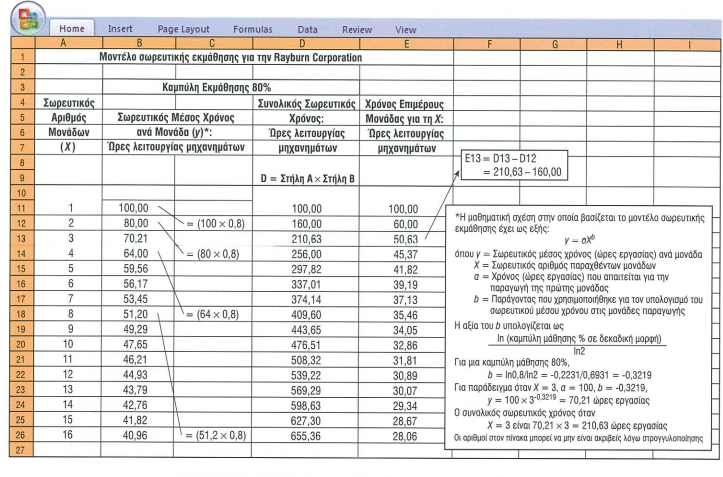 Home Insert Page Layout Formulas Data Review View
A B C D E F G H I
1 Μοντέλο σωρευτικής εκμάθησης για την Rayburn Corporation
2
3 Καμπύλη Εκμάθησης 80%
4 Σωρευτικός Συνολικός Σωρευτικός Χρόνος Επιμέρους
5 Αριθμός Σωρευτικός Μέσος Χρόνος Χρόνος: Μονάδας για τη X:
6 Μονάδων ανά Μονάδα (y)*: Ώρες λειτουργίας Ώρες λειτουργίας
7 (X) Ώρες λειτουργίας μηχανημάτων μηχανημάτων μηχανημάτων
8
9 D = Στήλη A × Στήλη B
10
11 1 100,00 100,00 100,00
12 2 80,00 = (100 × 0,8) 160,00 60,00
13 3 70,21 210,63 50,63
14 4 64,00 = (80 × 0,8) 256,00 45,37
15 5 59,56 297,82 41,82
16 6 56,17 337,01 39,19
17 7 53,45 374,14 37,13
18 8 51,20 = (64 × 0,8) 409,60 35,46
19 9 49,29 443,65 34,05
20 10 47,65 476,51 32,86
21 11 46,21 508,32 31,81
22 12 44,93 539,22 30,89
23 13 43,79 569,29 30,07
24 14 42,76 598,63 29,34
25 15 41,82 627,30 28,67
26 16 40,96 = (51,2 × 0,8) 655,36 28,06
27
E13 = D13 – D12
= 210,63 – 160,00
*Η μαθηματική σχέση στην οποία βασίζεται το μοντέλο σωρευτικής
εκμάθησης έχει ως εξής:
y = aXᵇ
όπου y = Σωρευτικός μέσος χρόνος (ώρες εργασίας) ανά μονάδα
X = Σωρευτικός αριθμός παραχθέντων μονάδων
a = Χρόνος (ώρες εργασίας) που απαιτείται για την
παραγωγή της πρώτης μονάδας
b = Παράγοντας που χρησιμοποιήθηκε για τον υπολογισμό του
σωρευτικού μέσου χρόνου στις μονάδες παραγωγής
Η αξία του b υπολογίζεται ως
ln (καμπύλη μάθησης % σε δεκαδική μορφή)
ln2
Για μια καμπύλη μάθησης 80%,
b = ln0,8/ln2 = -0,2231/0,6931 = -0,3219
Για παράδειγμα όταν X = 3, a = 100, b = -0,3219,
y = 100 × 3⁻⁰,³²¹⁹ = 70,21 ώρες εργασίας
Ο συνολικός σωρευτικός χρόνος όταν
X = 3 είναι 70,21 × 3 = 210,63 ώρες εργασίας
Οι αριθμοί στον πίνακα μπορεί να μην είναι ακριβείς λόγω στρογγυλοποίησης